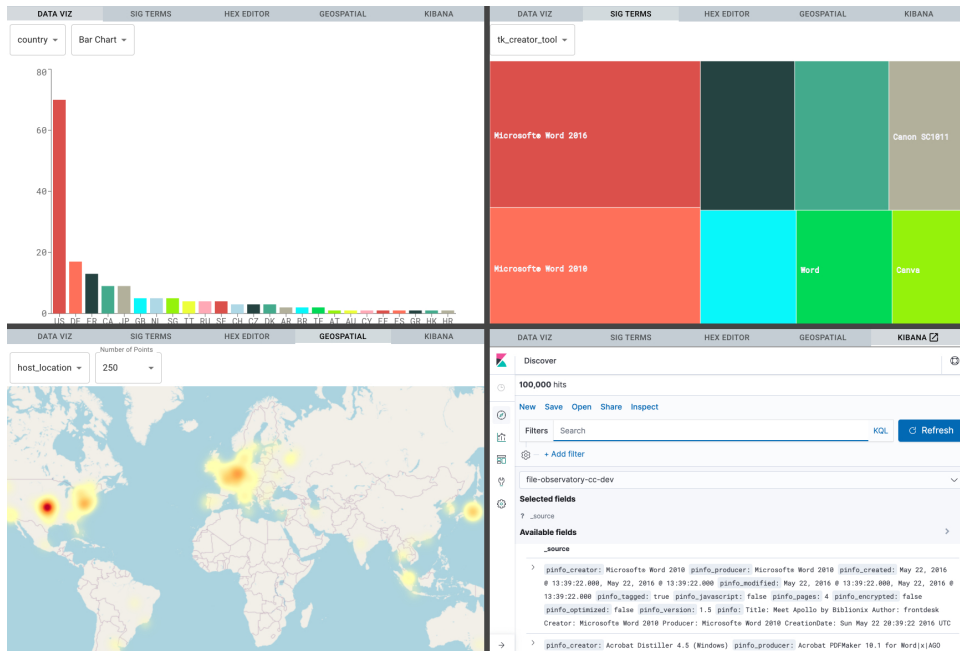 DATA VIZ SIG TERMS HEX EDITOR GEOSPATIAL KIBANA
country Bar Chart
80
60
40
20
0
US DE FR CA JP GB NL SG TT RU SE CH CZ DK AR BR IE AT AU CY EE ES GR HK HR
DATA VIZ SIG TERMS HEX EDITOR GEOSPATIAL KIBANA
tk_creator_tool
Microsoft® Word 2016
Canon SC1011
Microsoft® Word 2010
Word
Canva
DATA VIZ SIG TERMS HEX EDITOR GEOSPATIAL KIBANA
Number of Points
host_location 250
DATA VIZ SIG TERMS HEX EDITOR GEOSPATIAL KIBANA
Discover
100,000 hits
New Save Open Share Inspect
Filters Search KQL Refresh
+ Add filter
file-observatory-cc-dev
Selected fields
? _source
Available fields
_source
pinfo_creator: Microsoft® Word 2010 pinfo_producer: Microsoft® Word 2010 pinfo_created: May 22, 2016
@ 13:39:22.000, May 22, 2016 @ 13:39:22.000 pinfo_modified: May 22, 2016 @ 13:39:22.000, May 22, 2016 @
13:39:22.000 pinfo_tagged: true pinfo_javascript: false pinfo_pages: 4 pinfo_encrypted: false
pinfo_optimized: false pinfo_version: 1.5 pinfo: Title: Meet Apollo by Biblionix Author: frontdesk
Creator: Microsoft® Word 2010 Producer: Microsoft® Word 2010 CreationDate: Sun May 22 20:39:22 2016 UTC
pinfo_creator: Acrobat Distiller 4.5 (Windows) pinfo_producer: Acrobat PDFMaker 10.1 for Word|x|AGO